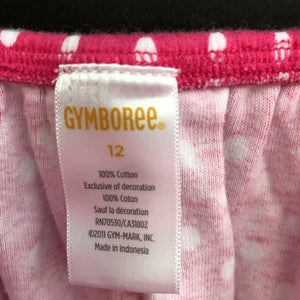 GYMBOREE®
12
100% Cotton
Exclusive of decoration
100% Coton
Sauf la décoration
RN70530/CA31802
©2011 GYM-MARK, INC.
Made in Indonesia